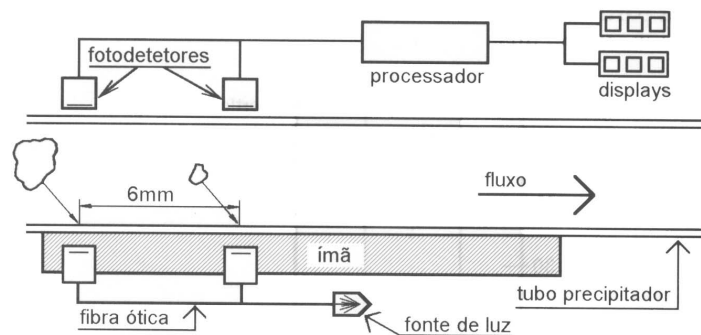 fotodetetores
processador
displays
6mm
fluxo
ímã
tubo precipitador
fibra ótica
fonte de luz